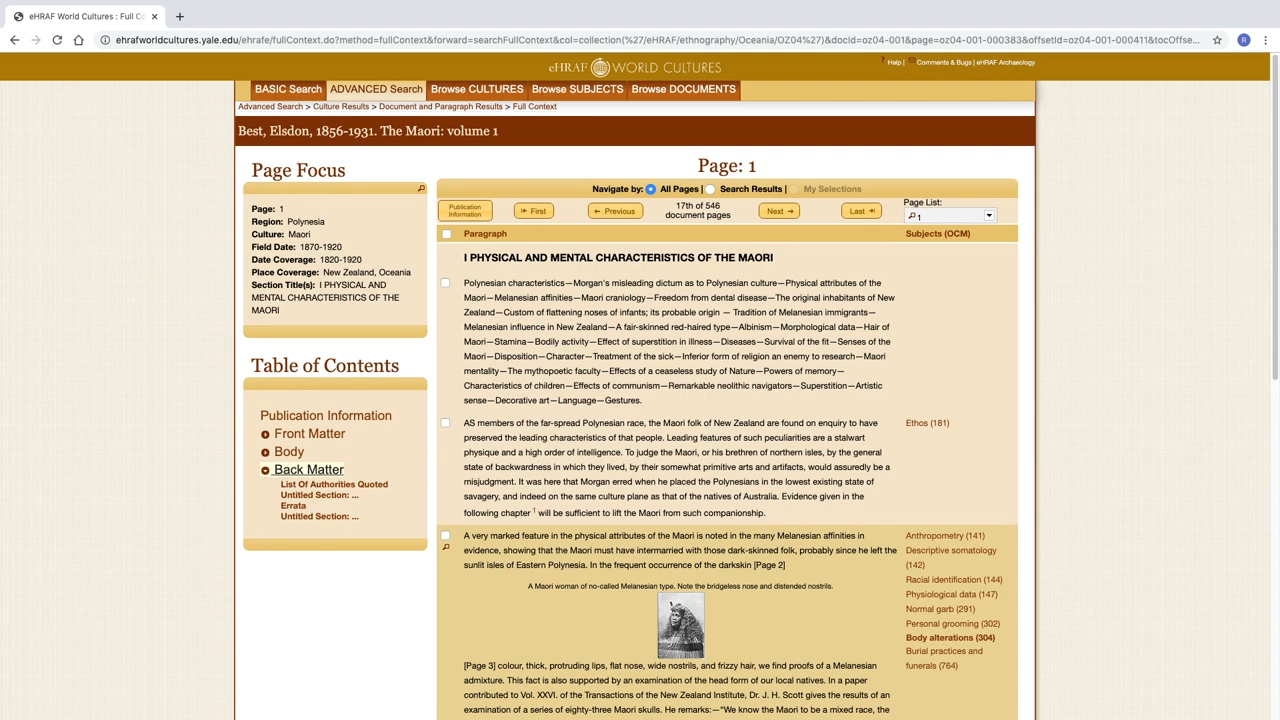 eHRAF World Cultures : Full Co
ehrafworldcultures.yale.edu/ehrafe/fullContext.do?method=fullContext&forward=searchFullContext&col=collection(%27/eHRAF/ethnography/Oceania/OZ04%27)&docId=oz04-001&page=oz04-001-000383&offsetId=oz04-001-000411&tocOffse...
R
eHRAF WORLD CULTURES
? Help | Comments & Bugs | eHRAF Archaeology
BASIC Search ADVANCED Search Browse CULTURES Browse SUBJECTS Browse DOCUMENTS
Advanced Search > Culture Results > Document and Paragraph Results > Full Context
Best, Elsdon, 1856-1931. The Maori: volume 1
Page Focus
Page: 1
Region: Polynesia
Culture: Maori
Field Date: 1870-1920
Date Coverage: 1820-1920
Place Coverage: New Zealand, Oceania
Section Title(s): I PHYSICAL AND
MENTAL CHARACTERISTICS OF THE
MAORI
Table of Contents
Publication Information
Front Matter
Body
Back Matter
List Of Authorities Quoted
Untitled Section: ...
Errata
Untitled Section: ...
Page: 1
Navigate by: All Pages | Search Results | My Selections
Publication
Information
First
Previous
17th of 546
document pages
Next
Last
Page List:
1
Paragraph Subjects (OCM)
I PHYSICAL AND MENTAL CHARACTERISTICS OF THE MAORI
Polynesian characteristics—Morgan's misleading dictum as to Polynesian culture—Physical attributes of the
Maori—Melanesian affinities—Maori craniology—Freedom from dental disease—The original inhabitants of New
Zealand—Custom of flattening noses of infants; its probable origin — Tradition of Melanesian immigrants—
Melanesian influence in New Zealand—A fair-skinned red-haired type—Albinism—Morphological data—Hair of
Maori—Stamina—Bodily activity—Effect of superstition in illness—Diseases—Survival of the fit—Senses of the
Maori—Disposition—Character—Treatment of the sick—Inferior form of religion an enemy to research—Maori
mentality—The mythopoetic faculty—Effects of a ceaseless study of Nature—Powers of memory—
Characteristics of children—Effects of communism—Remarkable neolithic navigators—Superstition—Artistic
sense—Decorative art—Language—Gestures.
AS members of the far-spread Polynesian race, the Maori folk of New Zealand are found on enquiry to have
preserved the leading characteristics of that people. Leading features of such peculiarities are a stalwart
physique and a high order of intelligence. To judge the Maori, or his brethren of northern isles, by the general
state of backwardness in which they lived, by their somewhat primitive arts and artifacts, would assuredly be a
misjudgment. It was here that Morgan erred when he placed the Polynesians in the lowest existing state of
savagery, and indeed on the same culture plane as that of the natives of Australia. Evidence given in the
following chapter 1 will be sufficient to lift the Maori from such companionship.
Ethos (181)
A very marked feature in the physical attributes of the Maori is noted in the many Melanesian affinities in
evidence, showing that the Maori must have intermarried with those dark-skinned folk, probably since he left the
sunlit isles of Eastern Polynesia. In the frequent occurrence of the darkskin [Page 2]
A Maori woman of no-called Melanesian type. Note the bridgeless nose and distended nostrils.
[Page 3] colour, thick, protruding lips, flat nose, wide nostrils, and frizzy hair, we find proofs of a Melanesian
admixture. This fact is also supported by an examination of the head form of our local natives. In a paper
contributed to Vol. XXVI. of the Transactions of the New Zealand Institute, Dr. J. H. Scott gives the results of an
examination of a series of eighty-three Maori skulls. He remarks:—"We know the Maori to be a mixed race, the
Anthropometry (141)
Descriptive somatology
(142)
Racial identification (144)
Physiological data (147)
Normal garb (291)
Personal grooming (302)
Body alterations (304)
Burial practices and
funerals (764)